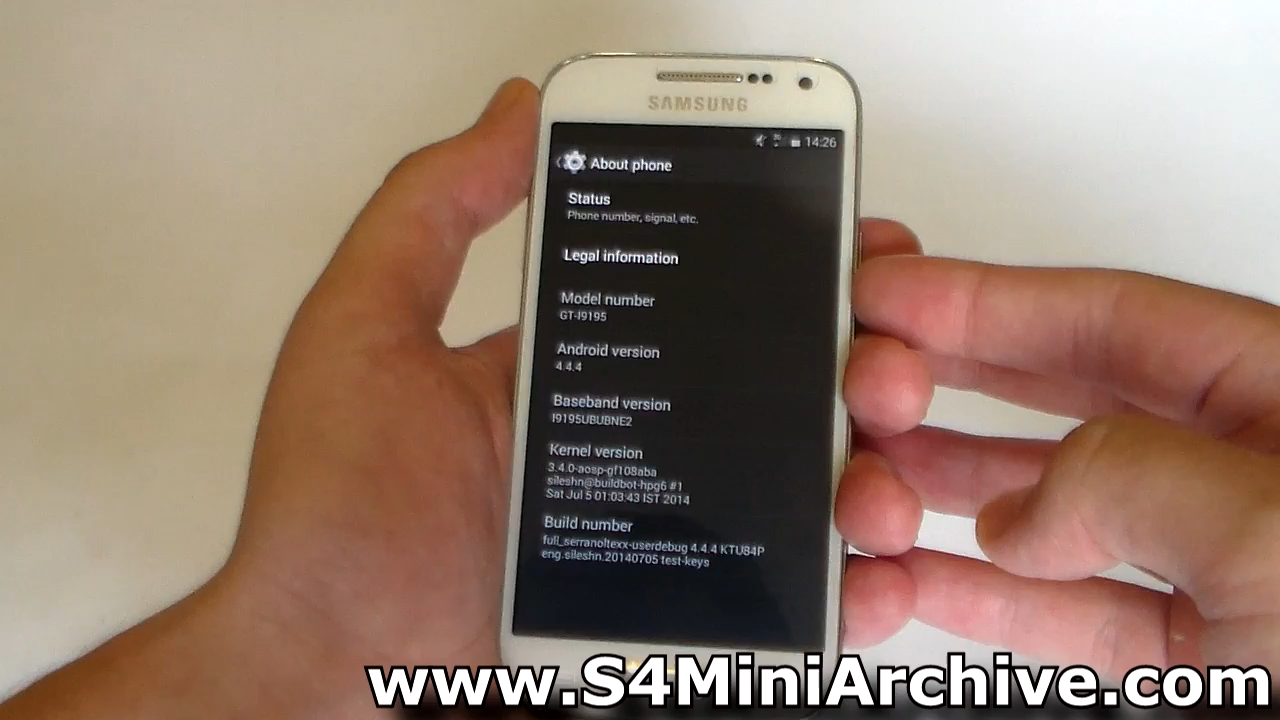 SAMSUNG
14:26
About phone
Status
Phone number, signal, etc.
Legal information
Model number
GT-I9195
Android version
4.4.4
Baseband version
I9195UBUBNE2
Kernel version
3.4.0-aosp-gf108aba
sileshn@buildbot-hpg6 #1
Sat Jul 5 01:03:43 IST 2014
Build number
full_serranoltexx-userdebug 4.4.4 KTU84P
eng.sileshn.20140705 test-keys
www.S4MiniArchive.com